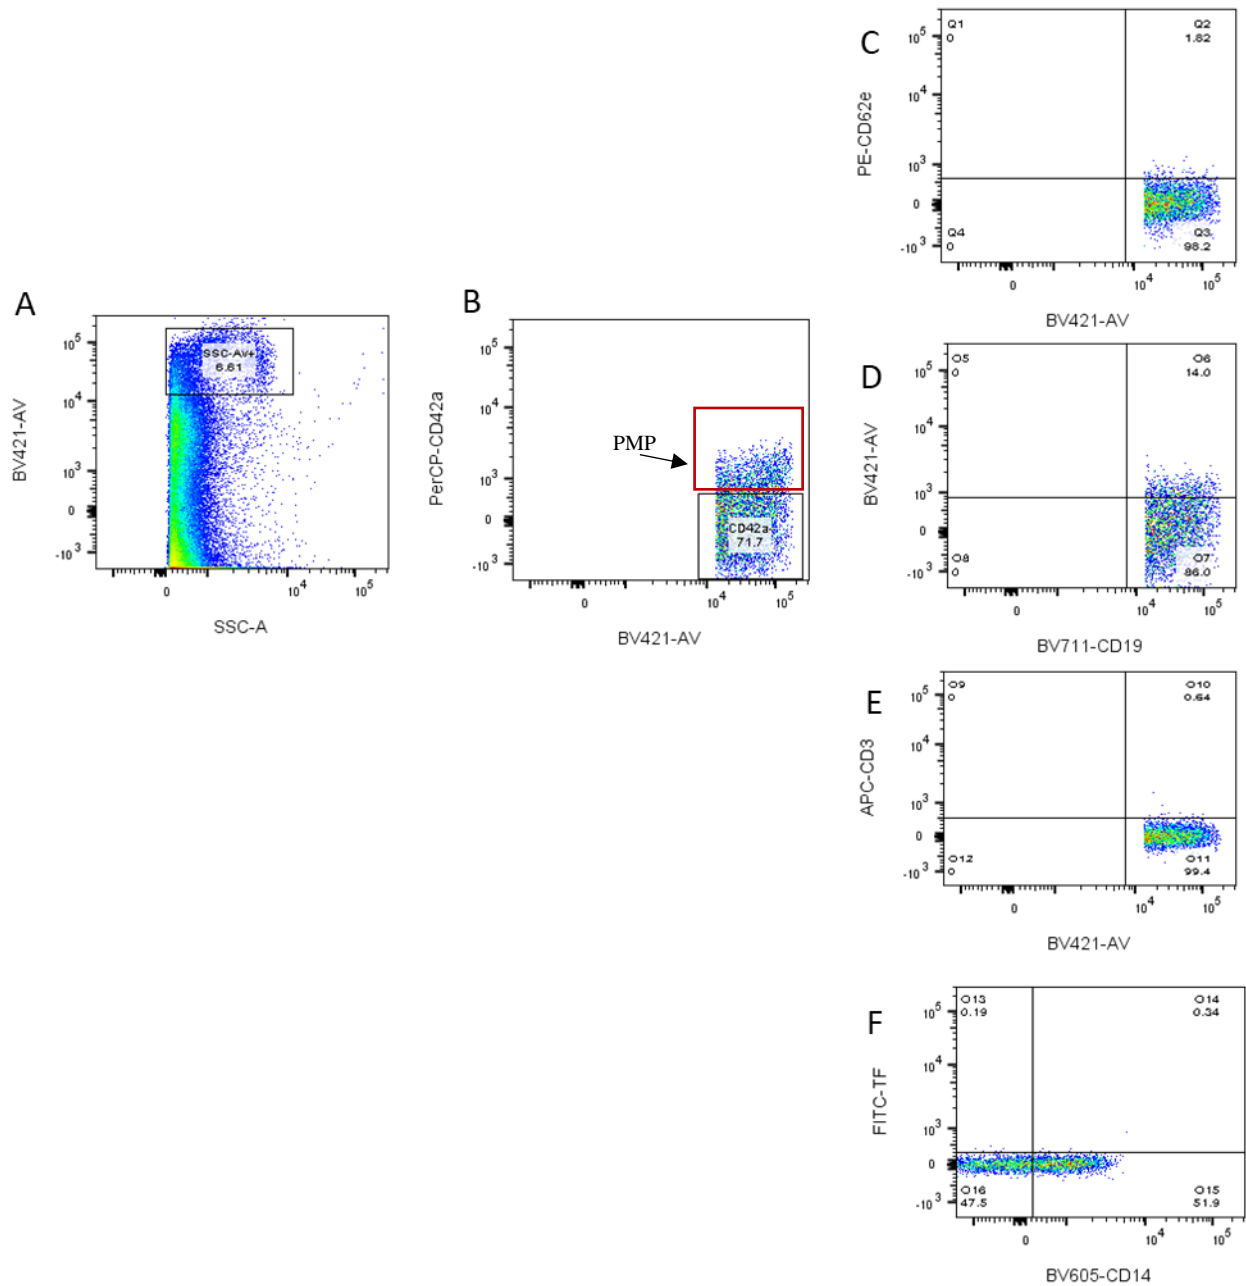 A
BV421-AV
10^5
10^4
10^3
0
-10^3
SSC-AV+
6.61
0
10^4
10^5
SSC-A
B
PerCP-CD42a
10^5
10^4
10^3
0
-10^3
PMP
CD42a-
71.7
0
10^4
10^5
BV421-AV
C
PE-CD62e
10^5
10^4
10^3
0
-10^3
Q1
0
Q2
1.82
Q4
0
Q3
98.2
0
10^4
10^5
BV421-AV
D
BV421-AV
10^5
10^4
10^3
0
-10^3
Q5
0
Q6
14.0
Q8
0
Q7
86.0
0
10^4
10^5
BV711-CD19
E
APC-CD3
10^5
10^4
10^3
0
-10^3
Q9
0
Q10
0.64
Q12
0
Q11
99.4
0
10^4
10^5
BV421-AV
F
FITC-TF
10^5
10^4
10^3
0
-10^3
Q13
0.19
Q14
0.34
Q16
47.5
Q15
51.9
0
10^4
10^5
BV605-CD14